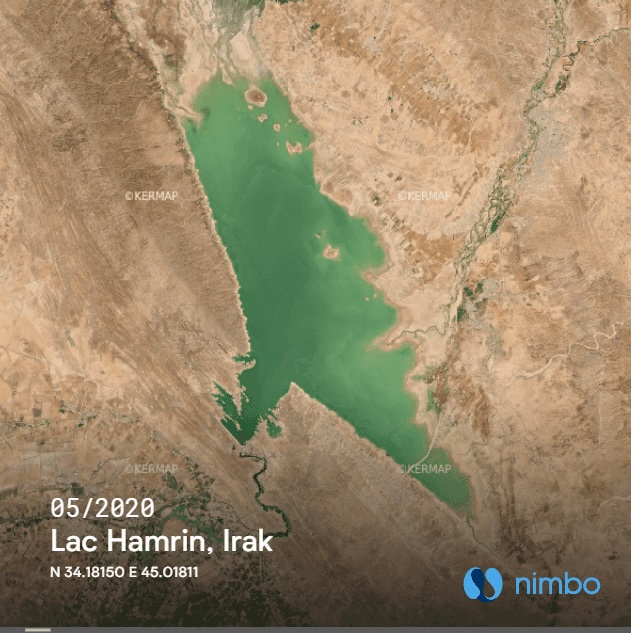 ©KERMAP ©KERMAP
©KERMAP ©KERMAP
05/2020
Lac Hamrin, Irak
N 34.18150 E 45.01811
nimbo